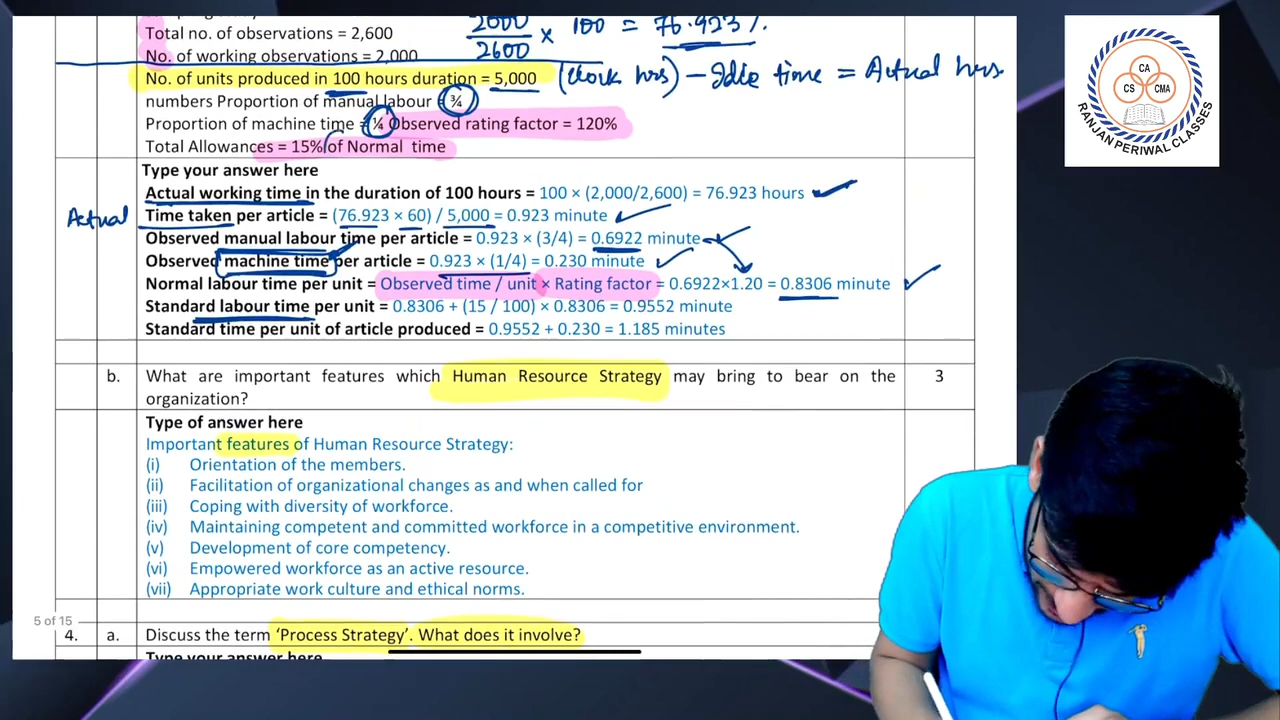 Total no. of observations = 2,600
2000
2600
× 100 = 76.923%.
No. of working observations = 2,000
No. of units produced in 100 hours duration = 5,000 (clock hrs) – Idle time = Actual hrs
numbers Proportion of manual labour = ¾
Proportion of machine time = ¼ Observed rating factor = 120%
Total Allowances = 15% of Normal time
Type your answer here
Actual working time in the duration of 100 hours = 100 × (2,000/2,600) = 76.923 hours
Actual Time taken per article = (76.923 × 60) / 5,000 = 0.923 minute
Observed manual labour time per article = 0.923 × (3/4) = 0.6922 minute
Observed machine time per article = 0.923 × (1/4) = 0.230 minute
Normal labour time per unit = Observed time / unit × Rating factor = 0.6922×1.20 = 0.8306 minute
Standard labour time per unit = 0.8306 + (15 / 100) × 0.8306 = 0.9552 minute
Standard time per unit of article produced = 0.9552 + 0.230 = 1.185 minutes
b. What are important features which Human Resource Strategy may bring to bear on the 3
organization?
Type of answer here
Important features of Human Resource Strategy:
(i) Orientation of the members.
(ii) Facilitation of organizational changes as and when called for
(iii) Coping with diversity of workforce.
(iv) Maintaining competent and committed workforce in a competitive environment.
(v) Development of core competency.
(vi) Empowered workforce as an active resource.
(vii) Appropriate work culture and ethical norms.
5 of 15
4. a. Discuss the term ‘Process Strategy’. What does it involve?
Type your answer here
CA
CS
CMA
RANJAN PERIWAL CLASSES